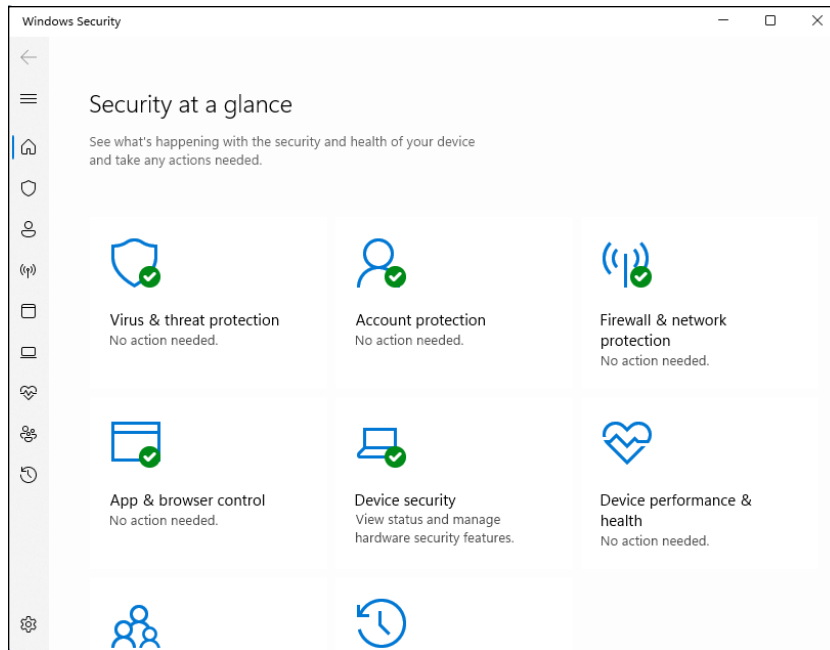 Windows Security
Security at a glance
See what's happening with the security and health of your device
and take any actions needed.
Virus & threat protection
No action needed.
Account protection
No action needed.
Firewall & network
protection
No action needed.
App & browser control
No action needed.
Device security
View status and manage
hardware security features.
Device performance &
health
No action needed.